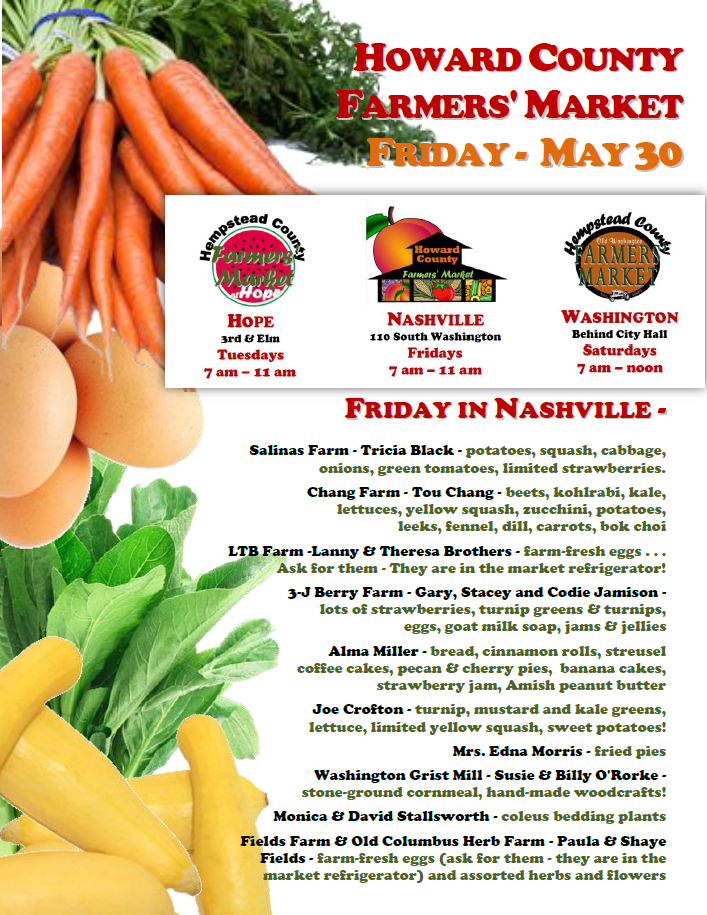 HOWARD COUNTY
FARMERS' MARKET
FRIDAY - MAY 30
Hempstead County
Farmers
Market
at Hope
HOPE
3rd & Elm
Tuesdays
7 am – 11 am
Howard
County
Farmers' Market
NASHVILLE
110 South Washington
Fridays
7 am – 11 am
Hempstead County
Old Washington
FARMERS
MARKET
WASHINGTON
Behind City Hall
Saturdays
7 am – noon
FRIDAY IN NASHVILLE -
Salinas Farm - Tricia Black - potatoes, squash, cabbage,
onions, green tomatoes, limited strawberries.
Chang Farm - Tou Chang - beets, kohlrabi, kale,
lettuces, yellow squash, zucchini, potatoes,
leeks, fennel, dill, carrots, bok choi
LTB Farm -Lanny & Theresa Brothers - farm-fresh eggs . . .
Ask for them - They are in the market refrigerator!
3-J Berry Farm - Gary, Stacey and Codie Jamison -
lots of strawberries, turnip greens & turnips,
eggs, goat milk soap, jams & jellies
Alma Miller - bread, cinnamon rolls, streusel
coffee cakes, pecan & cherry pies, banana cakes,
strawberry jam, Amish peanut butter
Joe Crofton - turnip, mustard and kale greens,
lettuce, limited yellow squash, sweet potatoes!
Mrs. Edna Morris - fried pies
Washington Grist Mill - Susie & Billy O'Rorke -
stone-ground cornmeal, hand-made woodcrafts!
Monica & David Stallsworth - coleus bedding plants
Fields Farm & Old Columbus Herb Farm - Paula & Shaye
Fields - farm-fresh eggs (ask for them - they are in the
market refrigerator) and assorted herbs and flowers